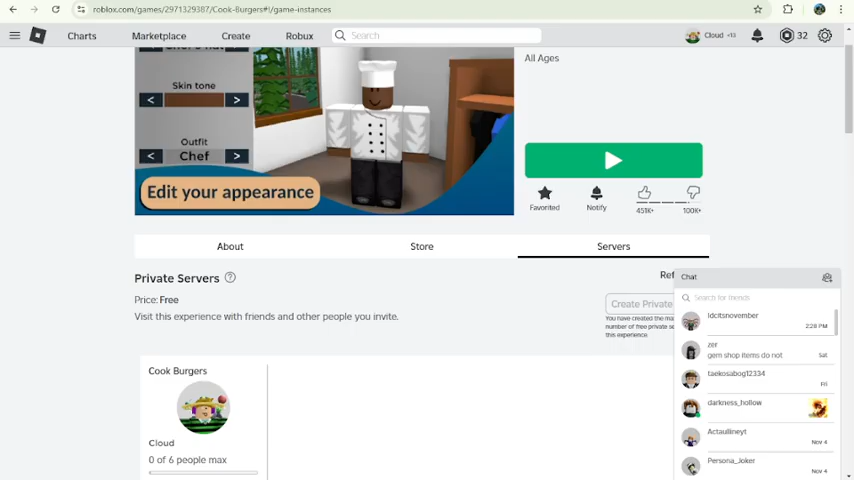 roblox.com/games/2971329387/Cook-Burgers#!/game-instances
Charts
Marketplace
Create
Robux
Search
Cloud +13
32
Skin tone
<
>
Outfit
<
Chef
>
Edit your appearance
All Ages
Favorited
Notify
451K+
100K+
About
Store
Servers
Private Servers
?
Price: Free
Visit this experience with friends and other people you invite.
Ref
Create Private
You have created the ma
number of free private se
this experience.
Cook Burgers
Cloud
0 of 6 people max
Chat
Search for friends
Idcitsnovember
2:28 PM
zer
gem shop items do not
Sat
taekosabog12334
Fri
darkness_hollow
Actaullineyt
Nov 4
Persona_Joker
Nov 4